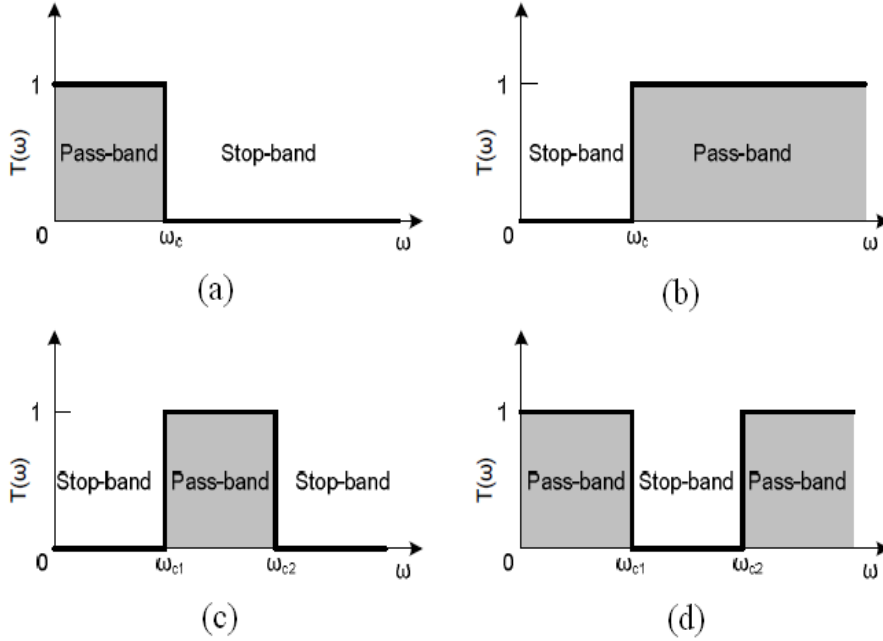 T(ω)
1
Pass-band
Stop-band
0
ωc
ω
(a)
T(ω)
1
Stop-band
Pass-band
0
ωc
ω
(b)
T(ω)
1
Stop-band
Pass-band
Stop-band
0
ωc1
ωc2
ω
(c)
T(ω)
1
Pass-band
Stop-band
Pass-band
0
ωc1
ωc2
ω
(d)